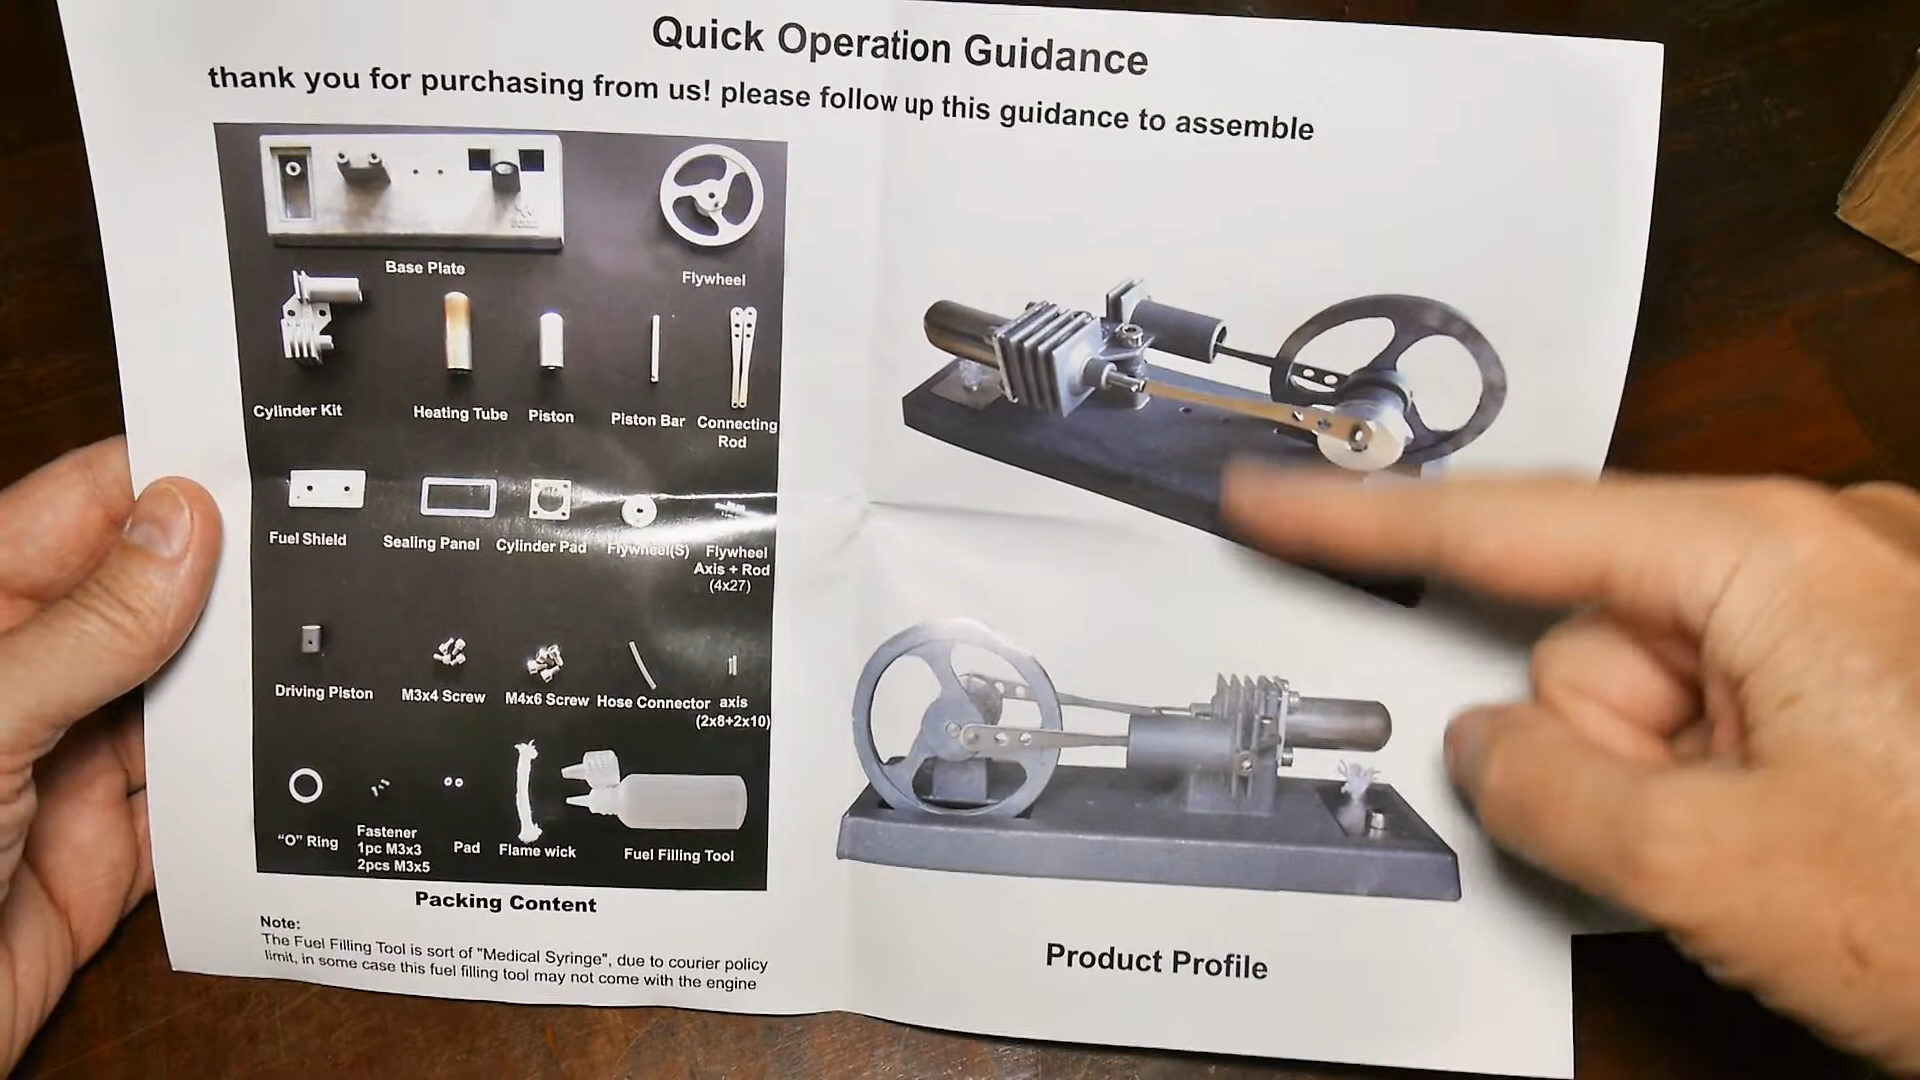 Quick Operation Guidance
thank you for purchasing from us! please follow up this guidance to assemble
Base Plate
Flywheel
Cylinder Kit
Heating Tube
Piston
Piston Bar
Connecting
Rod
Fuel Shield
Sealing Panel
Cylinder Pad
Flywheel(S)
Flywheel
Axis + Rod
(4x27)
Driving Piston
M3x4 Screw
M4x6 Screw
Hose Connector
axis
(2x8+2x10)
"O" Ring
Fastener
1pc M3x3
2pcs M3x5
Pad
Flame wick
Fuel Filling Tool
Packing Content
Note:
The Fuel Filling Tool is sort of "Medical Syringe", due to courier policy
limit, in some case this fuel filling tool may not come with the engine
Product Profile